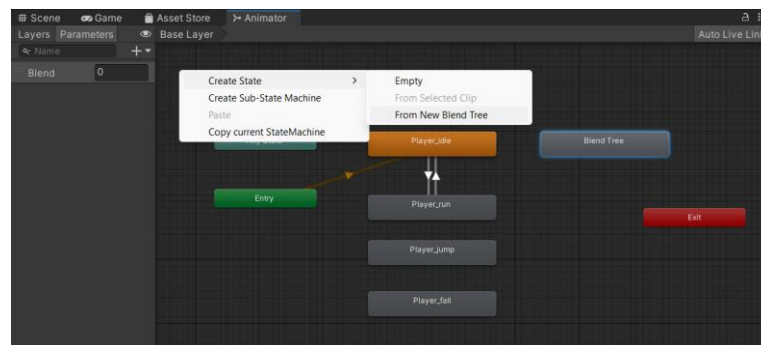 Scene Game Asset Store Animator
Layers Parameters Base Layer Auto Live Link
Name
Blend 0
Create State > Empty
Create Sub-State Machine From Selected Clip
Paste From New Blend Tree
Copy current StateMachine
Player_idle Blend Tree
Entry Player_run
Exit
Player_jump
Player_fall